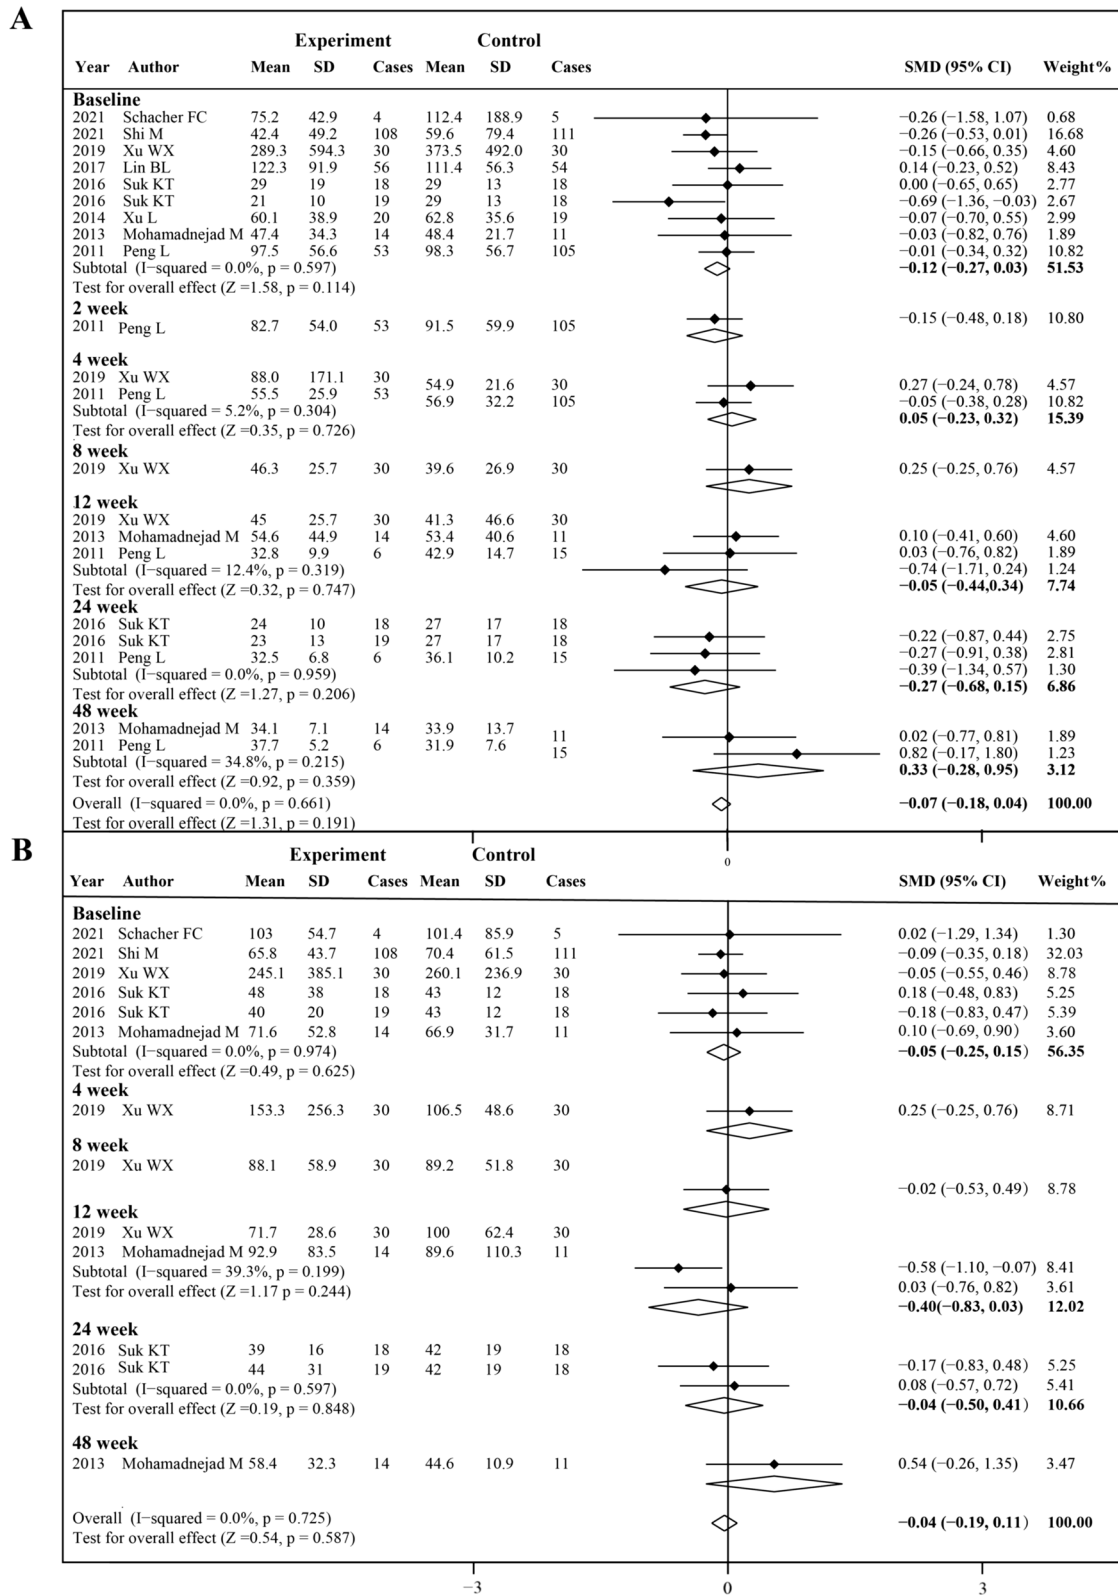 A
Experiment Control
Year Author Mean SD Cases Mean SD Cases SMD (95% CI) Weight%
Baseline
2021 Schacher FC 75.2 42.9 4 112.4 188.9 5 −0.26 (−1.58, 1.07) 0.68
2021 Shi M 42.4 49.2 108 59.6 79.4 111 −0.26 (−0.53, 0.01) 16.68
2019 Xu WX 289.3 594.3 30 373.5 492.0 30 −0.15 (−0.66, 0.35) 4.60
2017 Lin BL 122.3 91.9 56 111.4 56.3 54 0.14 (−0.23, 0.52) 8.43
2016 Suk KT 29 19 18 29 13 18 0.00 (−0.65, 0.65) 2.77
2016 Suk KT 21 10 19 29 13 18 −0.69 (−1.36, −0.03) 2.67
2014 Xu L 60.1 38.9 20 62.8 35.6 19 −0.07 (−0.70, 0.55) 2.99
2013 Mohamadnejad M 47.4 34.3 14 48.4 21.7 11 −0.03 (−0.82, 0.76) 1.89
2011 Peng L 97.5 56.6 53 98.3 56.7 105 −0.01 (−0.34, 0.32) 10.82
Subtotal (I−squared = 0.0%, p = 0.597) −0.12 (−0.27, 0.03) 51.53
Test for overall effect (Z =1.58, p = 0.114)
2 week
2011 Peng L 82.7 54.0 53 91.5 59.9 105 −0.15 (−0.48, 0.18) 10.80
4 week
2019 Xu WX 88.0 171.1 30 54.9 21.6 30 0.27 (−0.24, 0.78) 4.57
2011 Peng L 55.5 25.9 53 56.9 32.2 105 −0.05 (−0.38, 0.28) 10.82
Subtotal (I−squared = 5.2%, p = 0.304) 0.05 (−0.23, 0.32) 15.39
Test for overall effect (Z =0.35, p = 0.726)
8 week
2019 Xu WX 46.3 25.7 30 39.6 26.9 30 0.25 (−0.25, 0.76) 4.57
12 week
2019 Xu WX 45 25.7 30 41.3 46.6 30 0.10 (−0.41, 0.60) 4.60
2013 Mohamadnejad M 54.6 44.9 14 53.4 40.6 11 0.03 (−0.76, 0.82) 1.89
2011 Peng L 32.8 9.9 6 42.9 14.7 15 −0.74 (−1.71, 0.24) 1.24
Subtotal (I−squared = 12.4%, p = 0.319) −0.05 (−0.44,0.34) 7.74
Test for overall effect (Z =0.32, p = 0.747)
24 week
2016 Suk KT 24 10 18 27 17 18 −0.22 (−0.87, 0.44) 2.75
2016 Suk KT 23 13 19 27 17 18 −0.27 (−0.91, 0.38) 2.81
2011 Peng L 32.5 6.8 6 36.1 10.2 15 −0.39 (−1.34, 0.57) 1.30
Subtotal (I−squared = 0.0%, p = 0.959) −0.27 (−0.68, 0.15) 6.86
Test for overall effect (Z =1.27, p = 0.206)
48 week
2013 Mohamadnejad M 34.1 7.1 14 33.9 13.7 11 0.02 (−0.77, 0.81) 1.89
2011 Peng L 37.7 5.2 6 31.9 7.6 15 0.82 (−0.17, 1.80) 1.23
Subtotal (I−squared = 34.8%, p = 0.215) 0.33 (−0.28, 0.95) 3.12
Test for overall effect (Z =0.92, p = 0.359)
Overall (I−squared = 0.0%, p = 0.661) −0.07 (−0.18, 0.04) 100.00
Test for overall effect (Z =1.31, p = 0.191)
0
B
Experiment Control
Year Author Mean SD Cases Mean SD Cases SMD (95% CI) Weight%
Baseline
2021 Schacher FC 103 54.7 4 101.4 85.9 5 0.02 (−1.29, 1.34) 1.30
2021 Shi M 65.8 43.7 108 70.4 61.5 111 −0.09 (−0.35, 0.18) 32.03
2019 Xu WX 245.1 385.1 30 260.1 236.9 30 −0.05 (−0.55, 0.46) 8.78
2016 Suk KT 48 38 18 43 12 18 0.18 (−0.48, 0.83) 5.25
2016 Suk KT 40 20 19 43 12 18 −0.18 (−0.83, 0.47) 5.39
2013 Mohamadnejad M 71.6 52.8 14 66.9 31.7 11 0.10 (−0.69, 0.90) 3.60
Subtotal (I−squared = 0.0%, p = 0.974) −0.05 (−0.25, 0.15) 56.35
Test for overall effect (Z =0.49, p = 0.625)
4 week
2019 Xu WX 153.3 256.3 30 106.5 48.6 30 0.25 (−0.25, 0.76) 8.71
8 week
2019 Xu WX 88.1 58.9 30 89.2 51.8 30 −0.02 (−0.53, 0.49) 8.78
12 week
2019 Xu WX 71.7 28.6 30 100 62.4 30 −0.58 (−1.10, −0.07) 8.41
2013 Mohamadnejad M 92.9 83.5 14 89.6 110.3 11 0.03 (−0.76, 0.82) 3.61
Subtotal (I−squared = 39.3%, p = 0.199) −0.40(−0.83, 0.03) 12.02
Test for overall effect (Z =1.17 p = 0.244)
24 week
2016 Suk KT 39 16 18 42 19 18 −0.17 (−0.83, 0.48) 5.25
2016 Suk KT 44 31 19 42 19 18 0.08 (−0.57, 0.72) 5.41
Subtotal (I−squared = 0.0%, p = 0.597) −0.04 (−0.50, 0.41) 10.66
Test for overall effect (Z =0.19, p = 0.848)
48 week
2013 Mohamadnejad M 58.4 32.3 14 44.6 10.9 11 0.54 (−0.26, 1.35) 3.47
Overall (I−squared = 0.0%, p = 0.725) −0.04 (−0.19, 0.11) 100.00
Test for overall effect (Z =0.54, p = 0.587)
−3 0 3